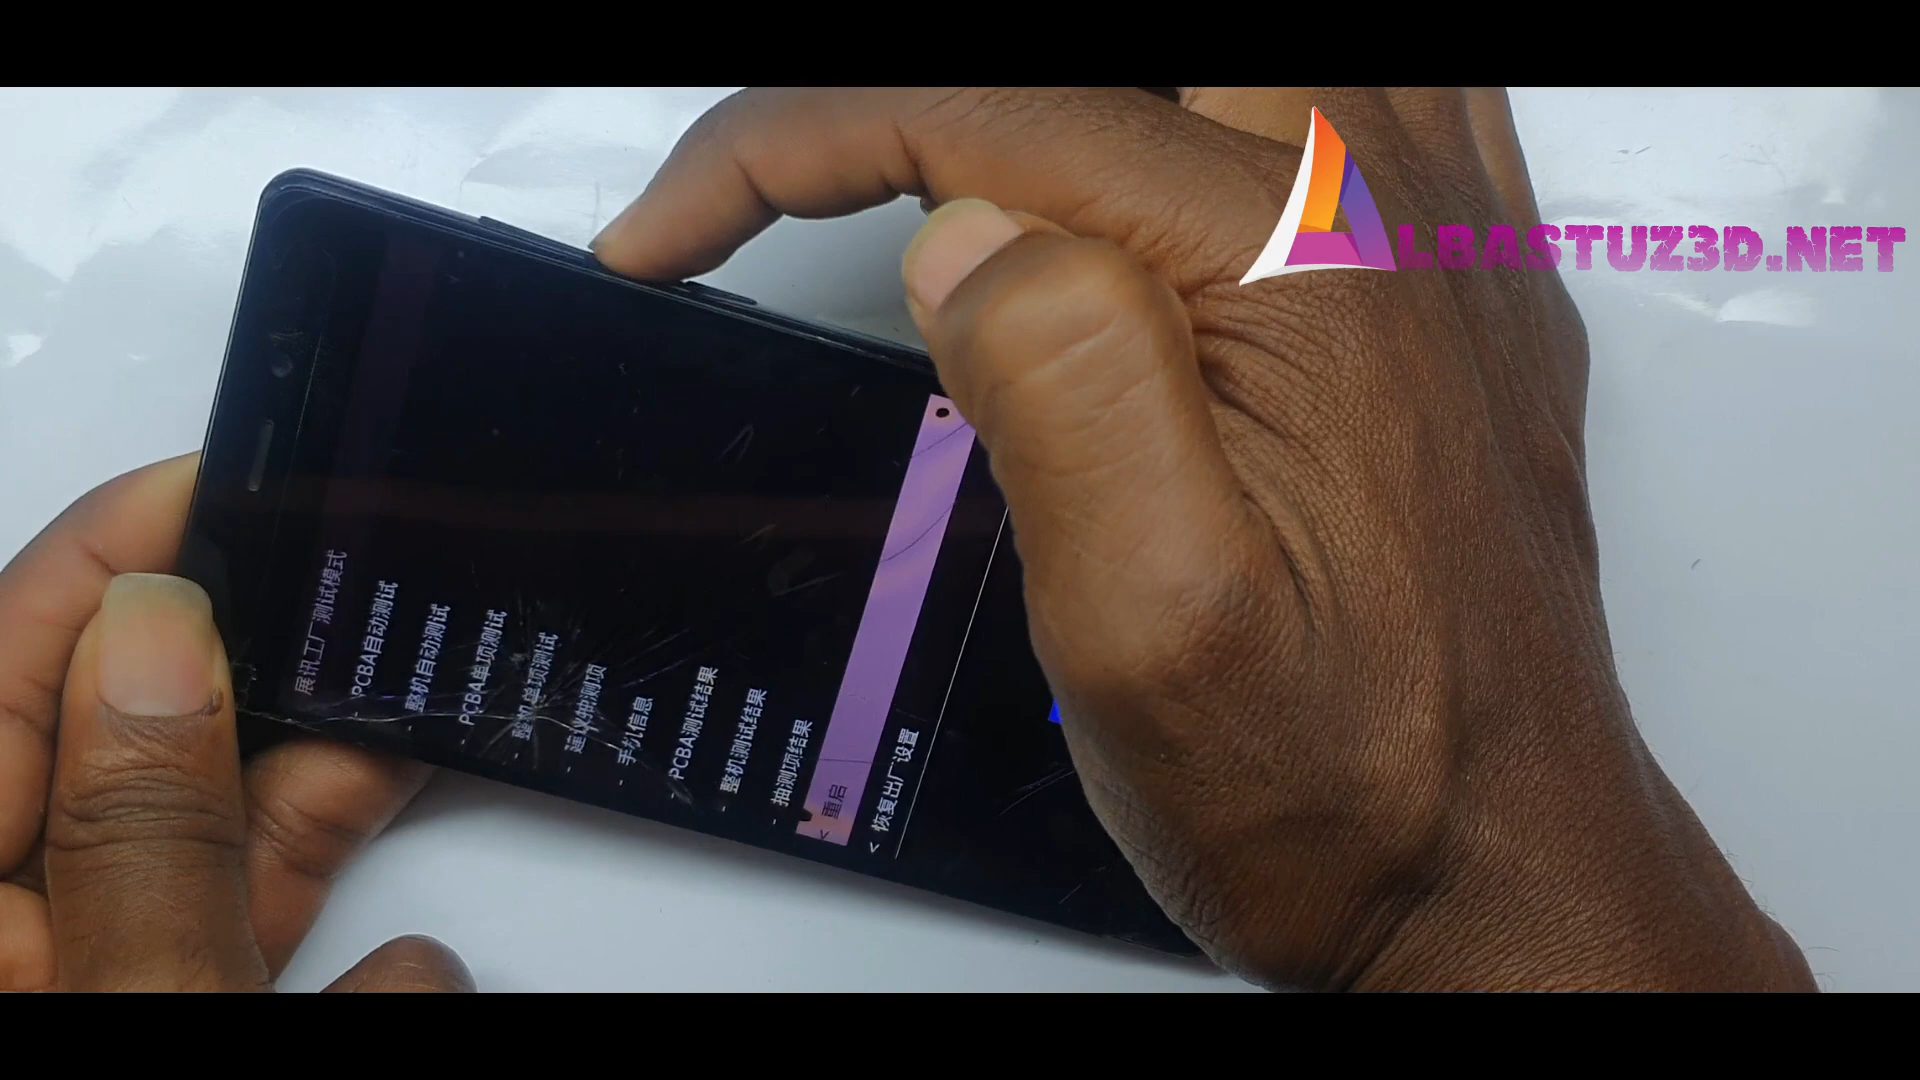 展讯工厂测试模式
PCBA自动测试
整机自动测试
PCBA单项测试
整机单项测试
建议抽测项
手机信息
PCBA测试结果
整机测试结果
抽测项结果
< 重启
< 恢复出厂设置
ALBASTUZ3D.NET